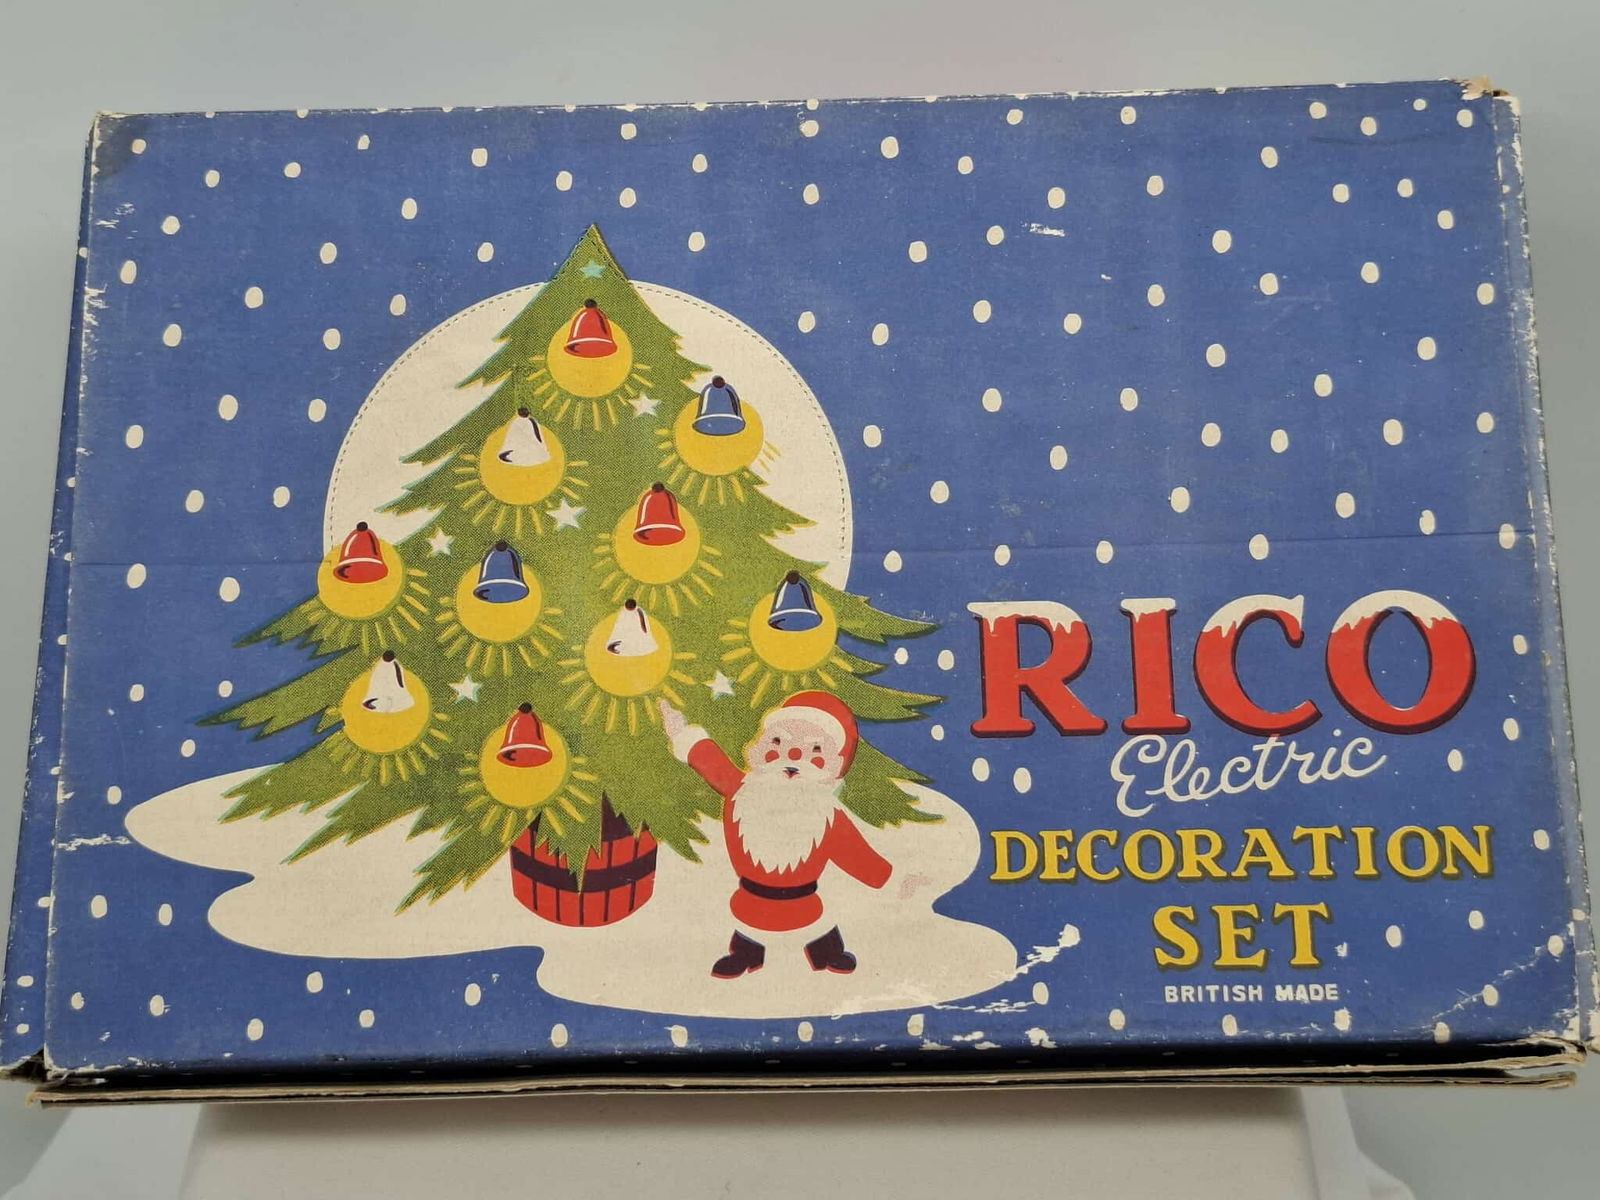 RICO
Electric
DECORATION
SET
BRITISH MADE